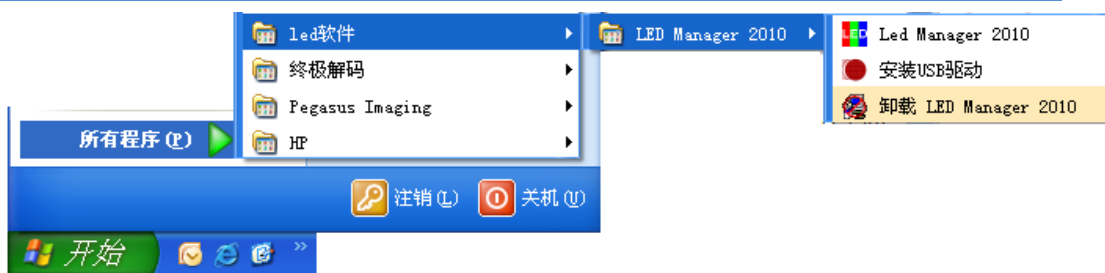 led软件
LED Manager 2010
Led Manager 2010
终极解码
安装USB驱动
Pegasus Imaging
卸载 LED Manager 2010
所有程序(P)
HP
注销(L)
关机(U)
开始